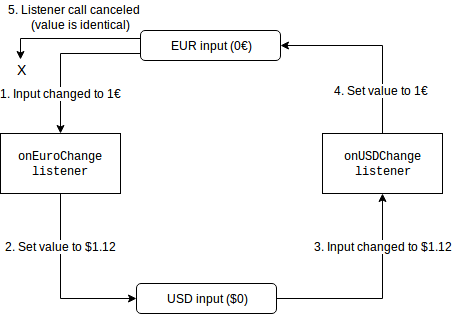 5. Listener call canceled
(value is identical)
EUR input (0€)
X
1. Input changed to 1€
4. Set value to 1€
onEuroChange
listener
onUSDChange
listener
2. Set value to $1.12
3. Input changed to $1.12
USD input ($0)